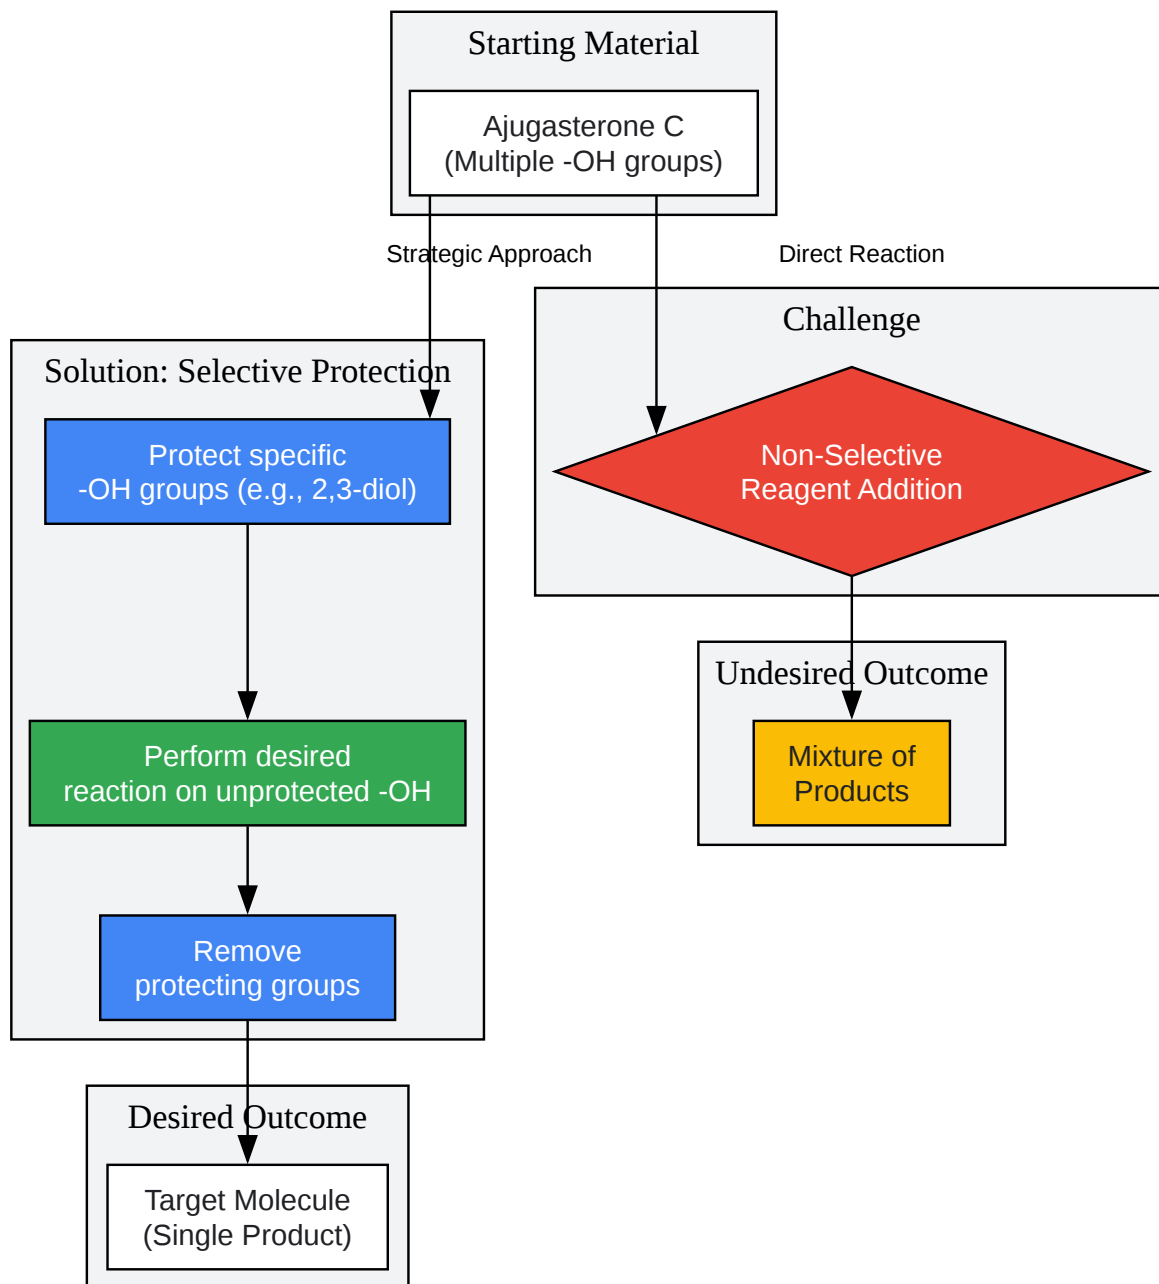 Starting Material
Ajugasterone C
(Multiple -OH groups)
Strategic Approach
Direct Reaction
Challenge
Non-Selective
Reagent Addition
Solution: Selective Protection
Protect specific
-OH groups (e.g., 2,3-diol)
Undesired Outcome
Mixture of
Products
Perform desired
reaction on unprotected -OH
Remove
protecting groups
Desired Outcome
Target Molecule
(Single Product)